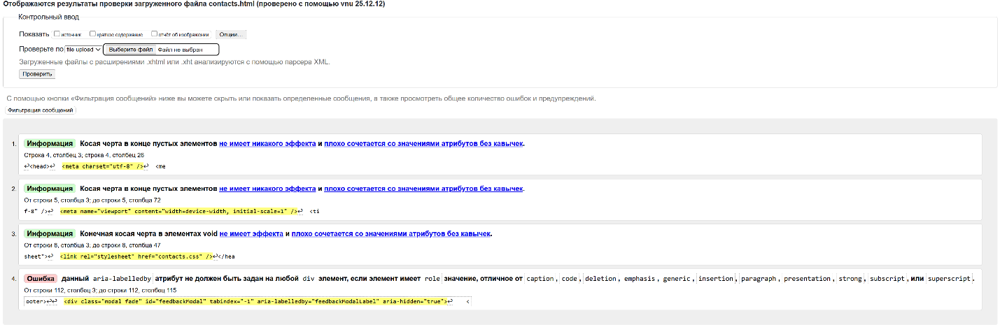 Отображаются результаты проверки загруженного файла contacts.html (проверено с помощью vnu 25.12.12)
Контрольный ввод
Показать источник краткое содержание отчёт об изображении Опции...
Проверьте по file upload Выберите файл Файл не выбран
Загруженные файлы с расширениями .xhtml или .xht анализируются с помощью парсера XML.
Проверить
С помощью кнопки «Фильтрация сообщений» ниже вы можете скрыть или показать определенные сообщения, а также просмотреть общее количество ошибок и предупреждений.
Фильтрация сообщений
1. Информация Косая черта в конце пустых элементов не имеет никакого эффекта и плохо сочетается со значениями атрибутов без кавычек.
Строка 4, столбец 3; строка 4, столбец 26
↩<head>↩ <meta charset="utf-8" />↩ <me
2. Информация Косая черта в конце пустых элементов не имеет никакого эффекта и плохо сочетается со значениями атрибутов без кавычек.
От строки 5, столбца 3; до строки 5, столбца 72
f-8" />↩ <meta name="viewport" content="width=device-width, initial-scale=1" />↩ <ti
3. Информация Конечная косая черта в элементах void не имеет эффекта и плохо сочетается со значениями атрибутов без кавычек.
От строки 8, столбца 3; до строки 8, столбца 47
sheet">↩ <link rel="stylesheet" href="contacts.css" />↩</hea
4. Ошибка данный aria-labelledby атрибут не должен быть задан на любой div элемент, если элемент имеет role значение, отличное от caption, code, deletion, emphasis, generic, insertion, paragraph, presentation, strong, subscript, или superscript.
От строки 112, столбец 3; до строки 112, столбец 115
ooter>↩↩ <div class="modal fade" id="feedbackModal" tabindex="-1" aria-labelledby="feedbackModalLabel" aria-hidden="true">↩ <